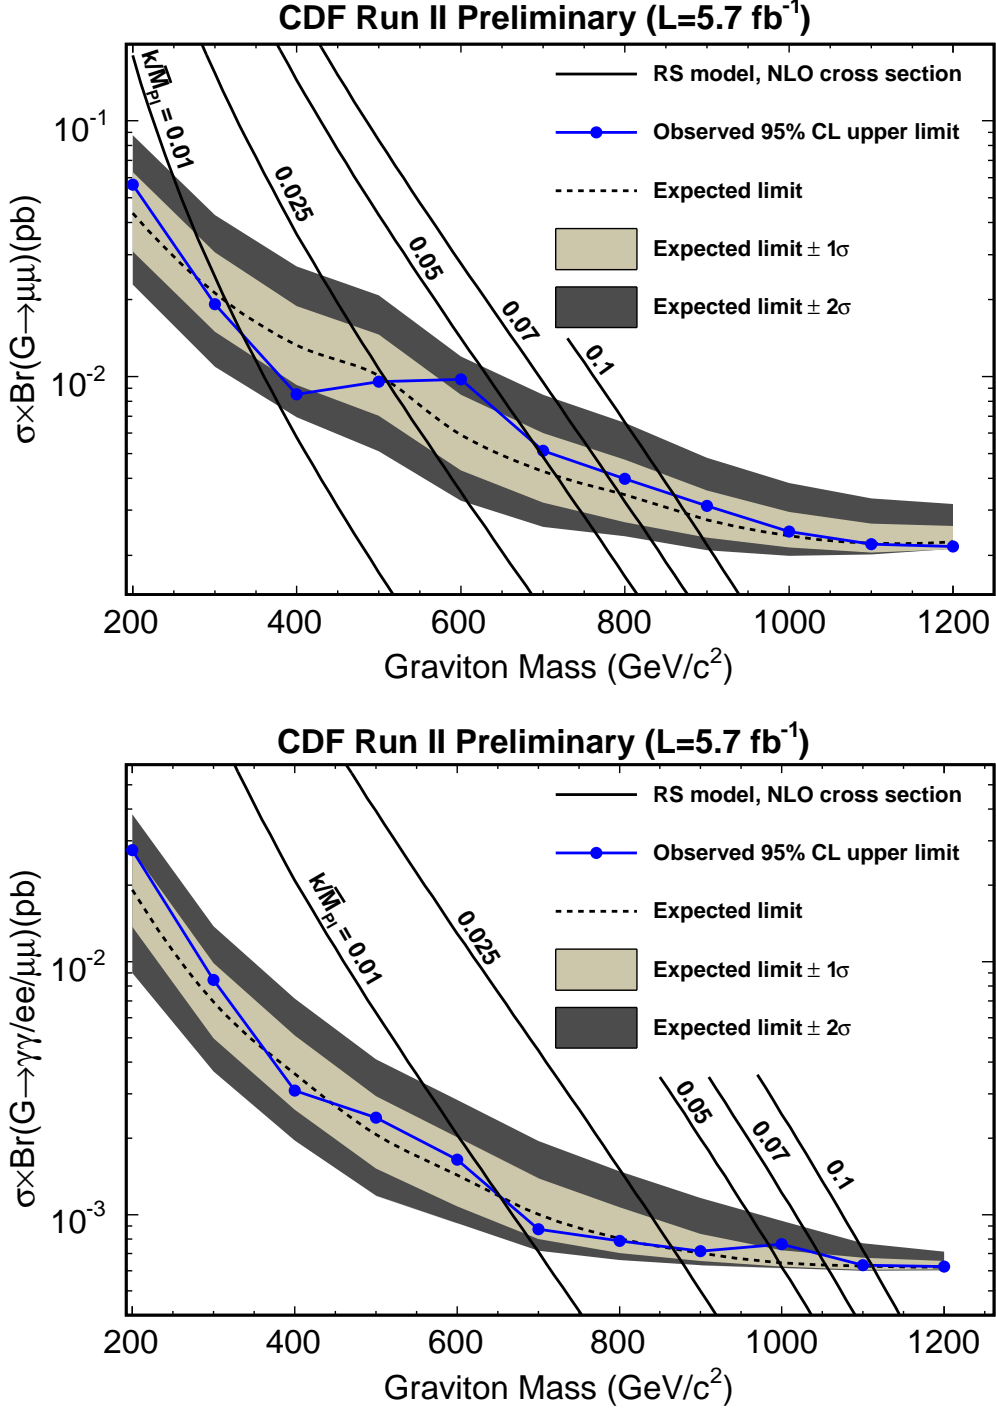 CDF Run II Preliminary (L=5.7 fb⁻¹)
RS model, NLO cross section
Observed 95% CL upper limit
Expected limit
Expected limit ± 1σ
Expected limit ± 2σ
k/M̅_Pl = 0.01
0.025
0.05
0.07
0.1
10⁻¹
10⁻²
σ×Br(G→μμ)(pb)
200 400 600 800 1000 1200
Graviton Mass (GeV/c²)
CDF Run II Preliminary (L=5.7 fb⁻¹)
RS model, NLO cross section
Observed 95% CL upper limit
Expected limit
Expected limit ± 1σ
Expected limit ± 2σ
k/M̅_Pl = 0.01
0.025
0.05
0.07
0.1
10⁻²
10⁻³
σ×Br(G→γγ/ee/μμ)(pb)
200 400 600 800 1000 1200
Graviton Mass (GeV/c²)